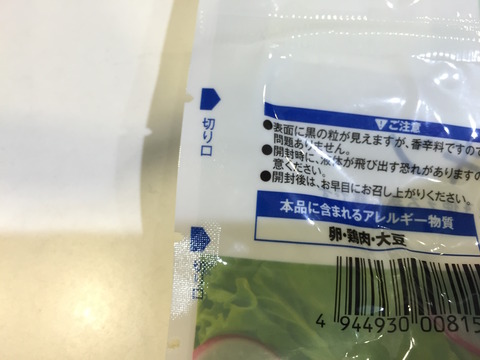 切り口
ご注意
●表面に黒の粒が見えますが、香辛料ですので
問題ありません。
●開封時に、液体が飛び出す恐れがありますの
意ください。
●開封後は、お早目にお召し上がりください。
本品に含まれるアレルギー物質
卵・鶏肉・大豆
4 944930 00815